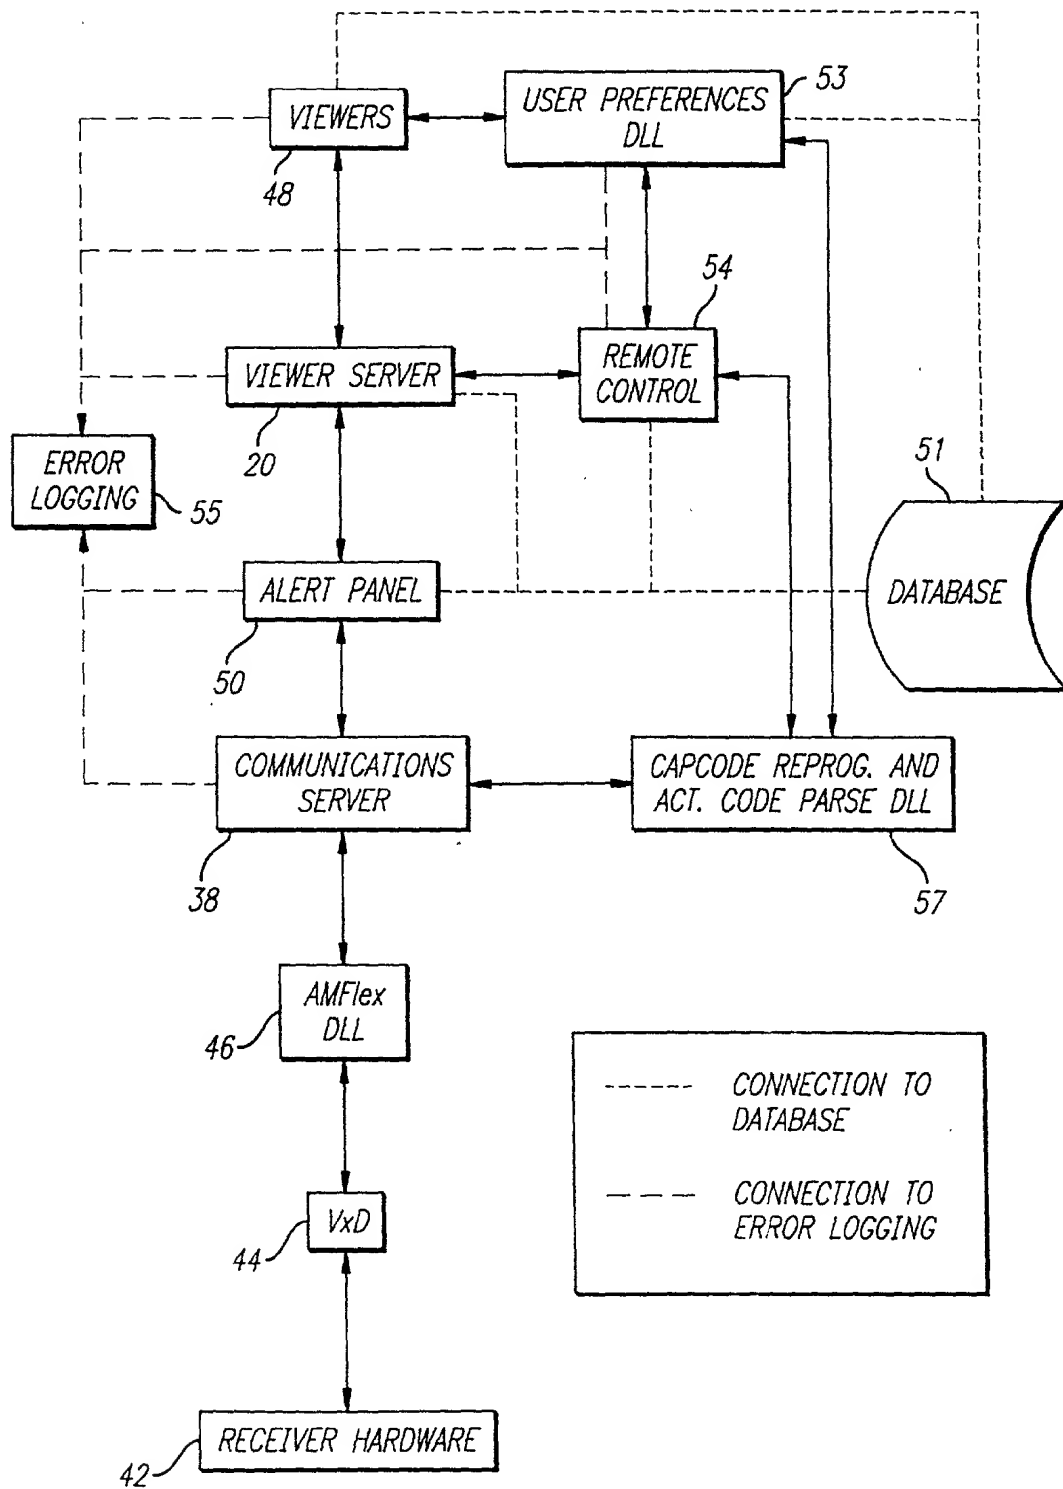 53
VIEWERS
USER PREFERENCES
DLL
48
54
REMOTE
CONTROL
VIEWER SERVER
20
ERROR
LOGGING
55
51
DATABASE
ALERT PANEL
50
COMMUNICATIONS
SERVER
38
CAPCODE REPROG. AND
ACT. CODE PARSE DLL
57
AMFlex
DLL
46
CONNECTION TO
DATABASE
CONNECTION TO
ERROR LOGGING
VxD
44
RECEIVER HARDWARE
42